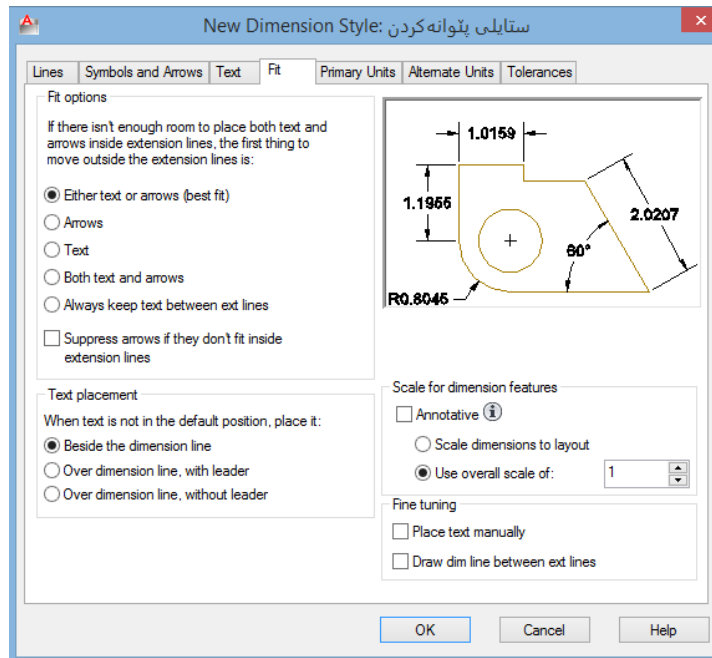 New Dimension Style: ستایلی پێوانەکردن
Lines
Symbols and Arrows
Text
Fit
Primary Units
Alternate Units
Tolerances
Fit options
If there isn't enough room to place both text and
arrows inside extension lines, the first thing to
move outside the extension lines is:
Either text or arrows (best fit)
Arrows
Text
Both text and arrows
Always keep text between ext lines
Suppress arrows if they don't fit inside
extension lines
1.0159
1.1955
2.0207
60°
R0.8045
Text placement
When text is not in the default position, place it:
Beside the dimension line
Over dimension line, with leader
Over dimension line, without leader
Scale for dimension features
Annotative
Scale dimensions to layout
Use overall scale of:
1
Fine tuning
Place text manually
Draw dim line between ext lines
OK
Cancel
Help